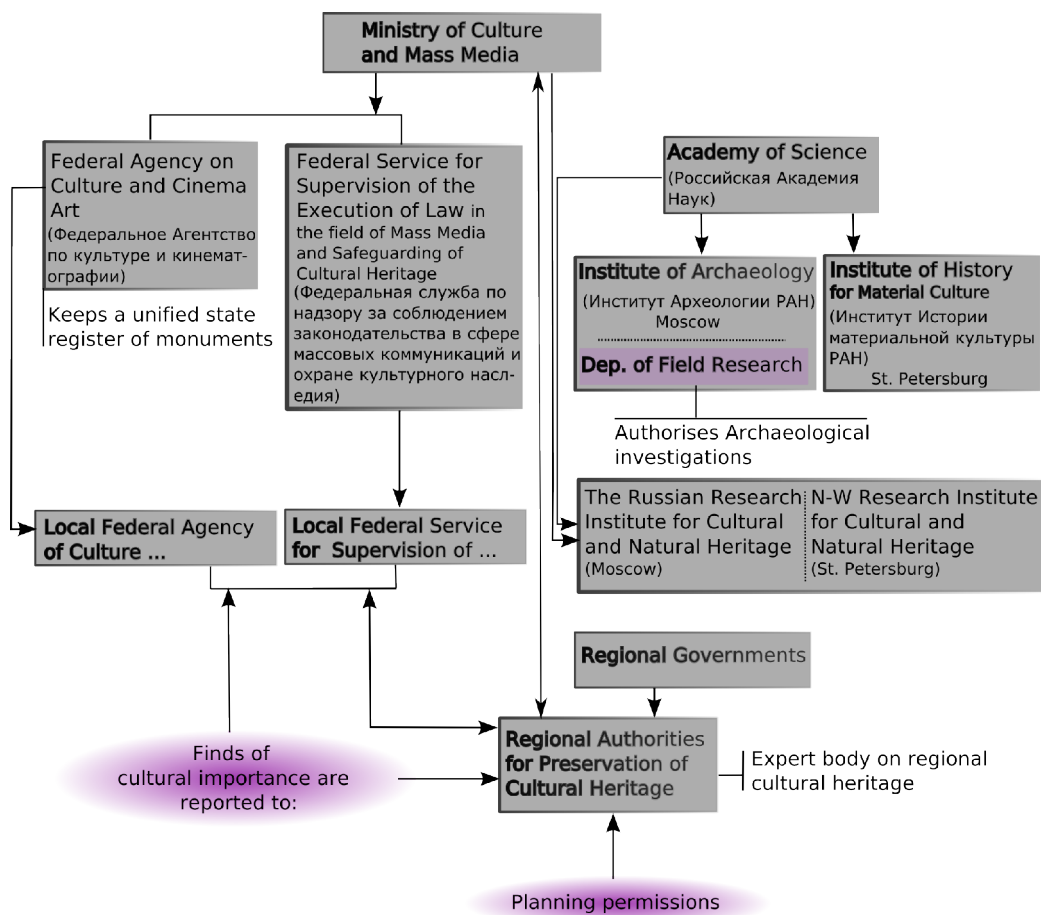 Ministry of Culture
and Mass Media
Federal Agency on
Culture and Cinema
Art
(Федеральное Агентство
по культуре и кинемат-
ографии)
Keeps a unified state
register of monuments
Federal Service for
Supervision of the
Execution of Law in
the field of Mass Media
and Safeguarding of
Cultural Heritage
(Федеральная служба по
надзору за соблюдением
законодательства в сфере
массовых коммуникаций и
охране культурного насл-
едия)
Academy of Science
(Российская Академия
Наук)
Institute of Archaeology
(Институт Археологии РАН)
Moscow
Dep. of Field Research
Authorises Archaeological
investigations
Institute of History
for Material Culture
(Институт Истории
материальной культуры
РАН)
St. Petersburg
Local Federal Agency
of Culture ...
Local Federal Service
for Supervision of ...
The Russian Research
Institute for Cultural
and Natural Heritage
(Moscow)
N-W Research Institute
for Cultural and
Natural Heritage
(St. Petersburg)
Regional Governments
Regional Authorities
for Preservation of
Cultural Heritage
Expert body on regional
cultural heritage
Finds of
cultural importance are
reported to:
Planning permissions